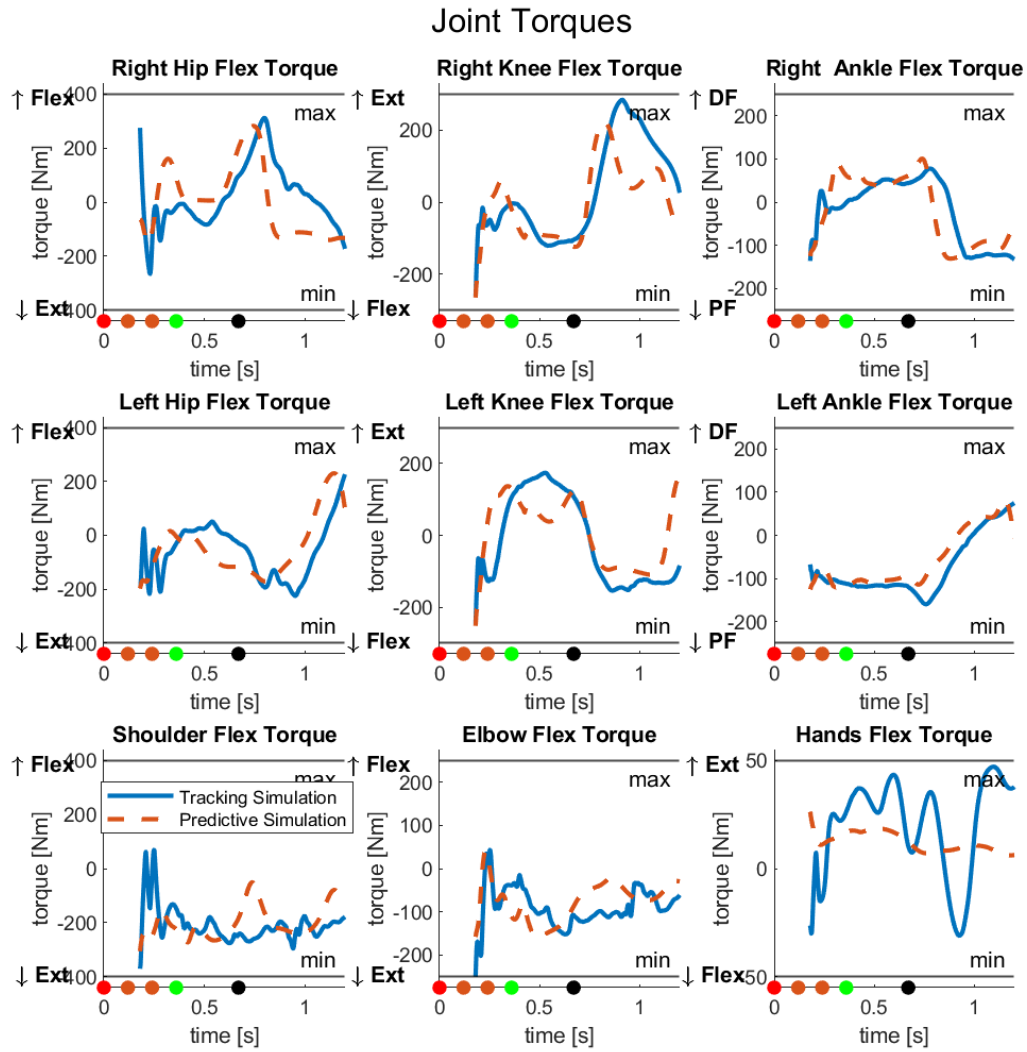 Joint Torques
Right Hip Flex Torque
↑ Flex
400
200
0
-200
400
↓ Ext
torque [Nm]
max
min
0
0.5
1
time [s]
Right Knee Flex Torque
↑ Ext
200
0
-200
↓ Flex
torque [Nm]
max
min
0
0.5
1
time [s]
Right Ankle Flex Torque
↑ DF
200
100
0
-100
-200
↓ PF
torque [Nm]
max
min
0
0.5
1
time [s]
Left Hip Flex Torque
↑ Flex
400
200
0
-200
400
↓ Ext
torque [Nm]
max
min
0
0.5
1
time [s]
Left Knee Flex Torque
↑ Ext
200
0
-200
↓ Flex
torque [Nm]
max
min
0
0.5
1
time [s]
Left Ankle Flex Torque
↑ DF
200
100
0
-100
-200
↓ PF
torque [Nm]
max
min
0
0.5
1
time [s]
Shoulder Flex Torque
↑ Flex
400
200
0
-200
400
↓ Ext
torque [Nm]
Tracking Simulation
Predictive Simulation
min
0
0.5
1
time [s]
Elbow Flex Torque
↑ Flex
200
100
0
-100
-200
↓ Ext
torque [Nm]
max
min
0
0.5
1
time [s]
Hands Flex Torque
↑ Ext
50
0
50
↓ Flex
torque [Nm]
max
min
0
0.5
1
time [s]